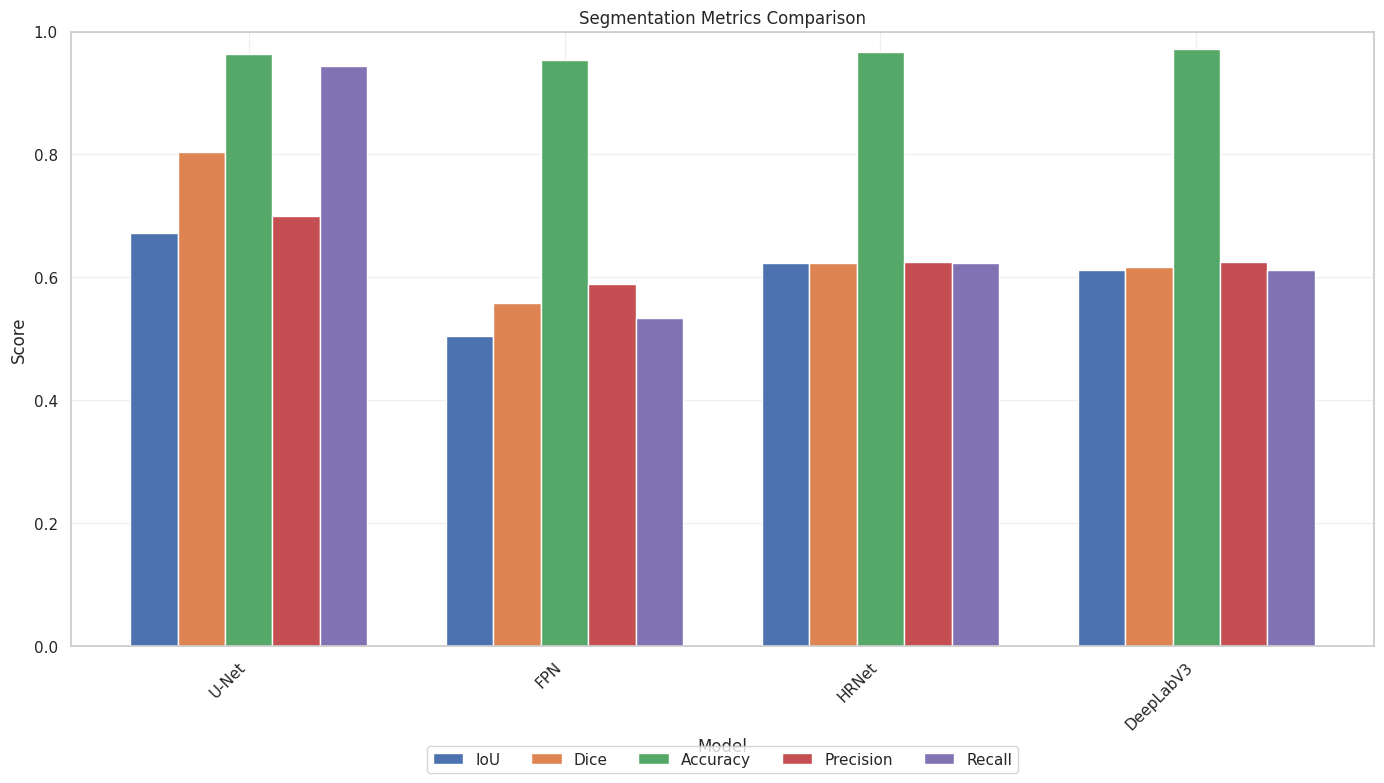 Segmentation Metrics Comparison
1.0
0.8
0.6
0.4
0.2
0.0
Score
U-Net
FPN
HRNet
DeepLabV3
Model
IoU Dice Accuracy Precision Recall